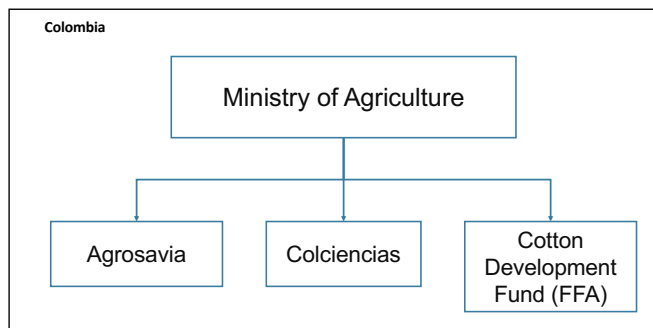 Colombia
Ministry of Agriculture
Agrosavia
Colciencias
Cotton
Development
Fund (FFA)